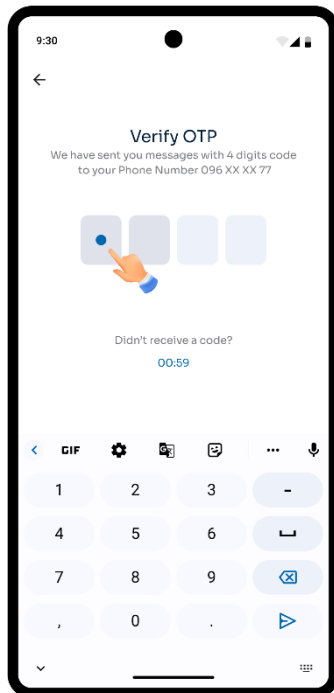 9:30
Verify OTP
We have sent you messages with 4 digits code
to your Phone Number 096 XX XX 77
Didn't receive a code?
00:59
GIF
1 2 3 -
4 5 6
7 8 9
, 0 .